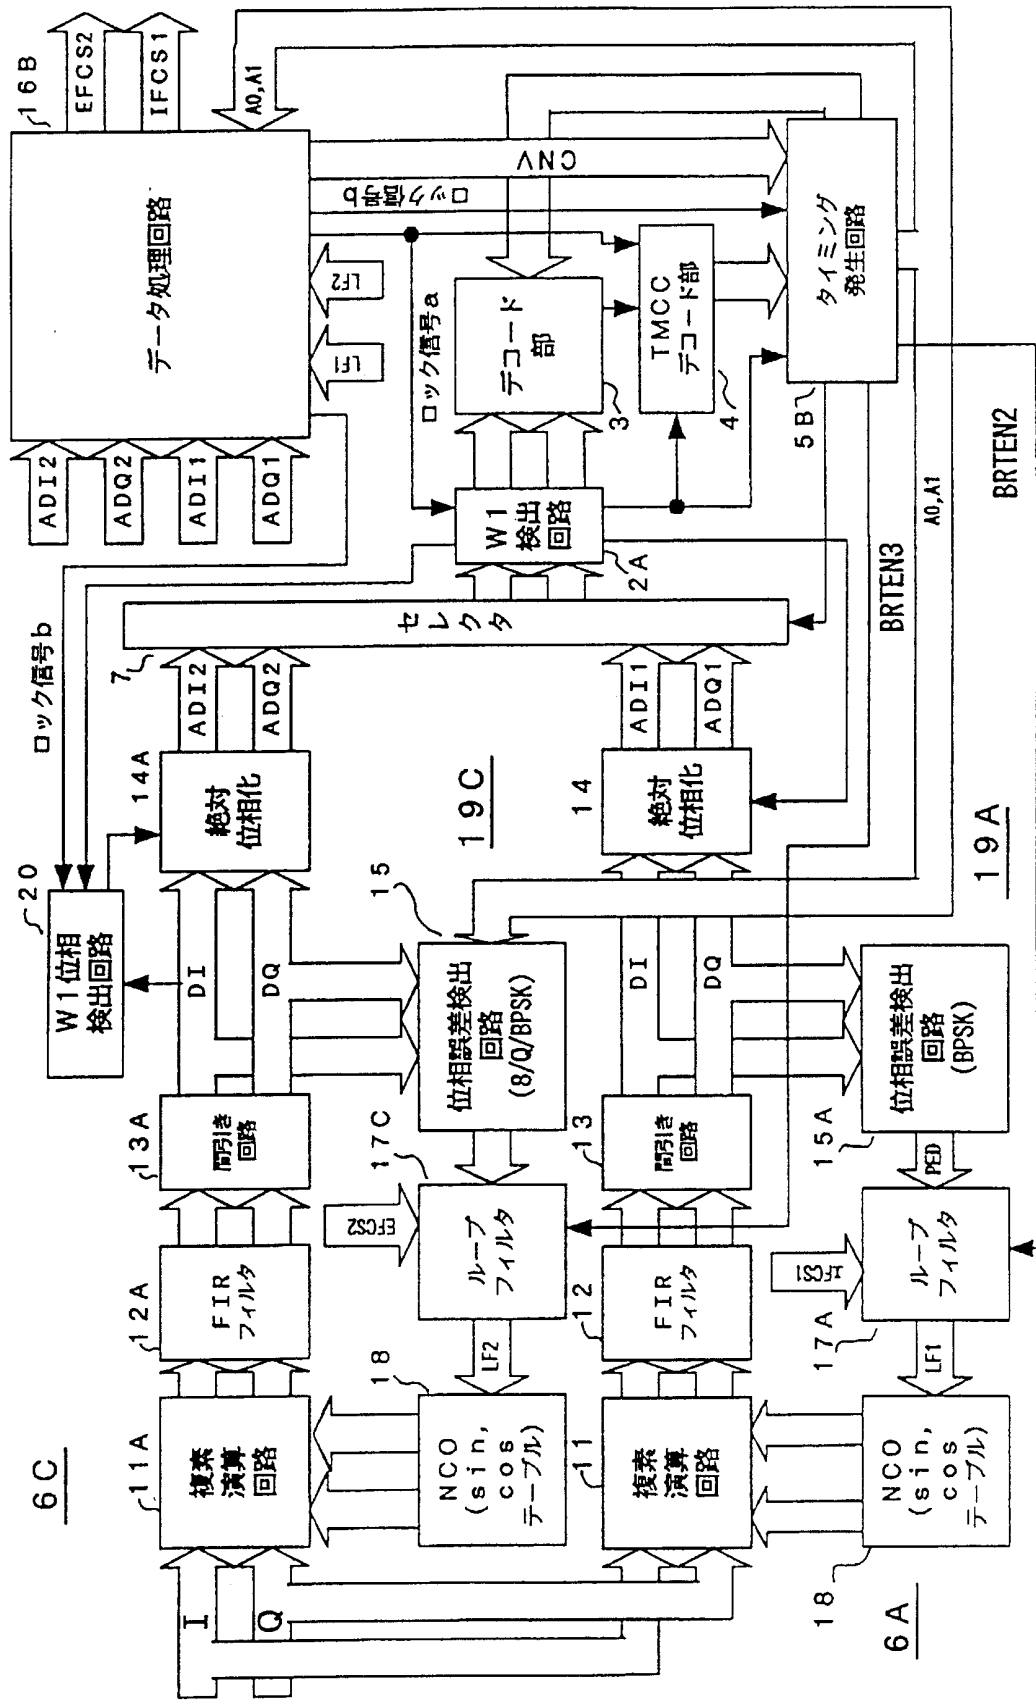 6C
I
Q
11A
複素
演算
回路
12A
FIR
フィルタ
13A
間引き
回路
DI
DQ
20
W1位相
検出回路
14A
絶対
位相化
ADI2
ADQ2
ロック信号b
7
セレクタ
ADI2
ADQ2
ADI1
ADQ1
16B
データ処理回路
EFCS2
IFCS1
A0,A1
LF1
LF2
ロック信号a
ロック信号b
CNV
2A
W1
検出
回路
3
デコード
部
4
TMCC
デコード部
5B
タイミング
発生回路
18
NCO
(sin,
cos
テーブル)
LF2
17C
ループ
フィルタ
EFCS2
15
位相誤差検出
回路
(8/Q/BPSK)
19C
11
複素
演算
回路
12
FIR
フィルタ
13
間引き
回路
DI
DQ
14
絶対
位相化
ADI1
ADQ1
BRTEN3
A0,A1
BRTEN2
6A
18
NCO
(sin,
cos
テーブル)
LF1
17A
ループ
フィルタ
IFCS1
PED
15A
位相誤差検出
回路
(BPSK)
19A